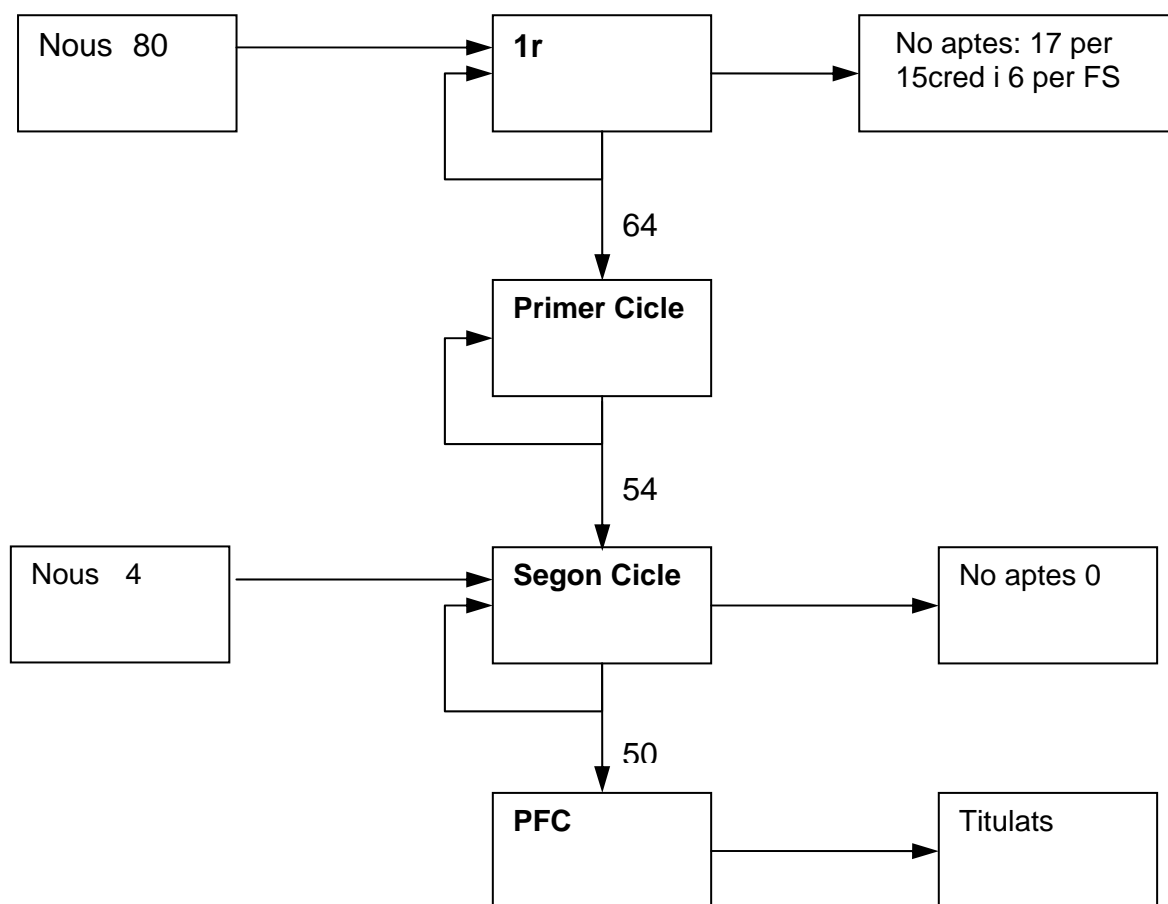 Nous 80
1r
No aptes: 17 per
15cred i 6 per FS
64
Primer Cicle
54
Nous 4
Segon Cicle
No aptes 0
50
PFC
Titulats